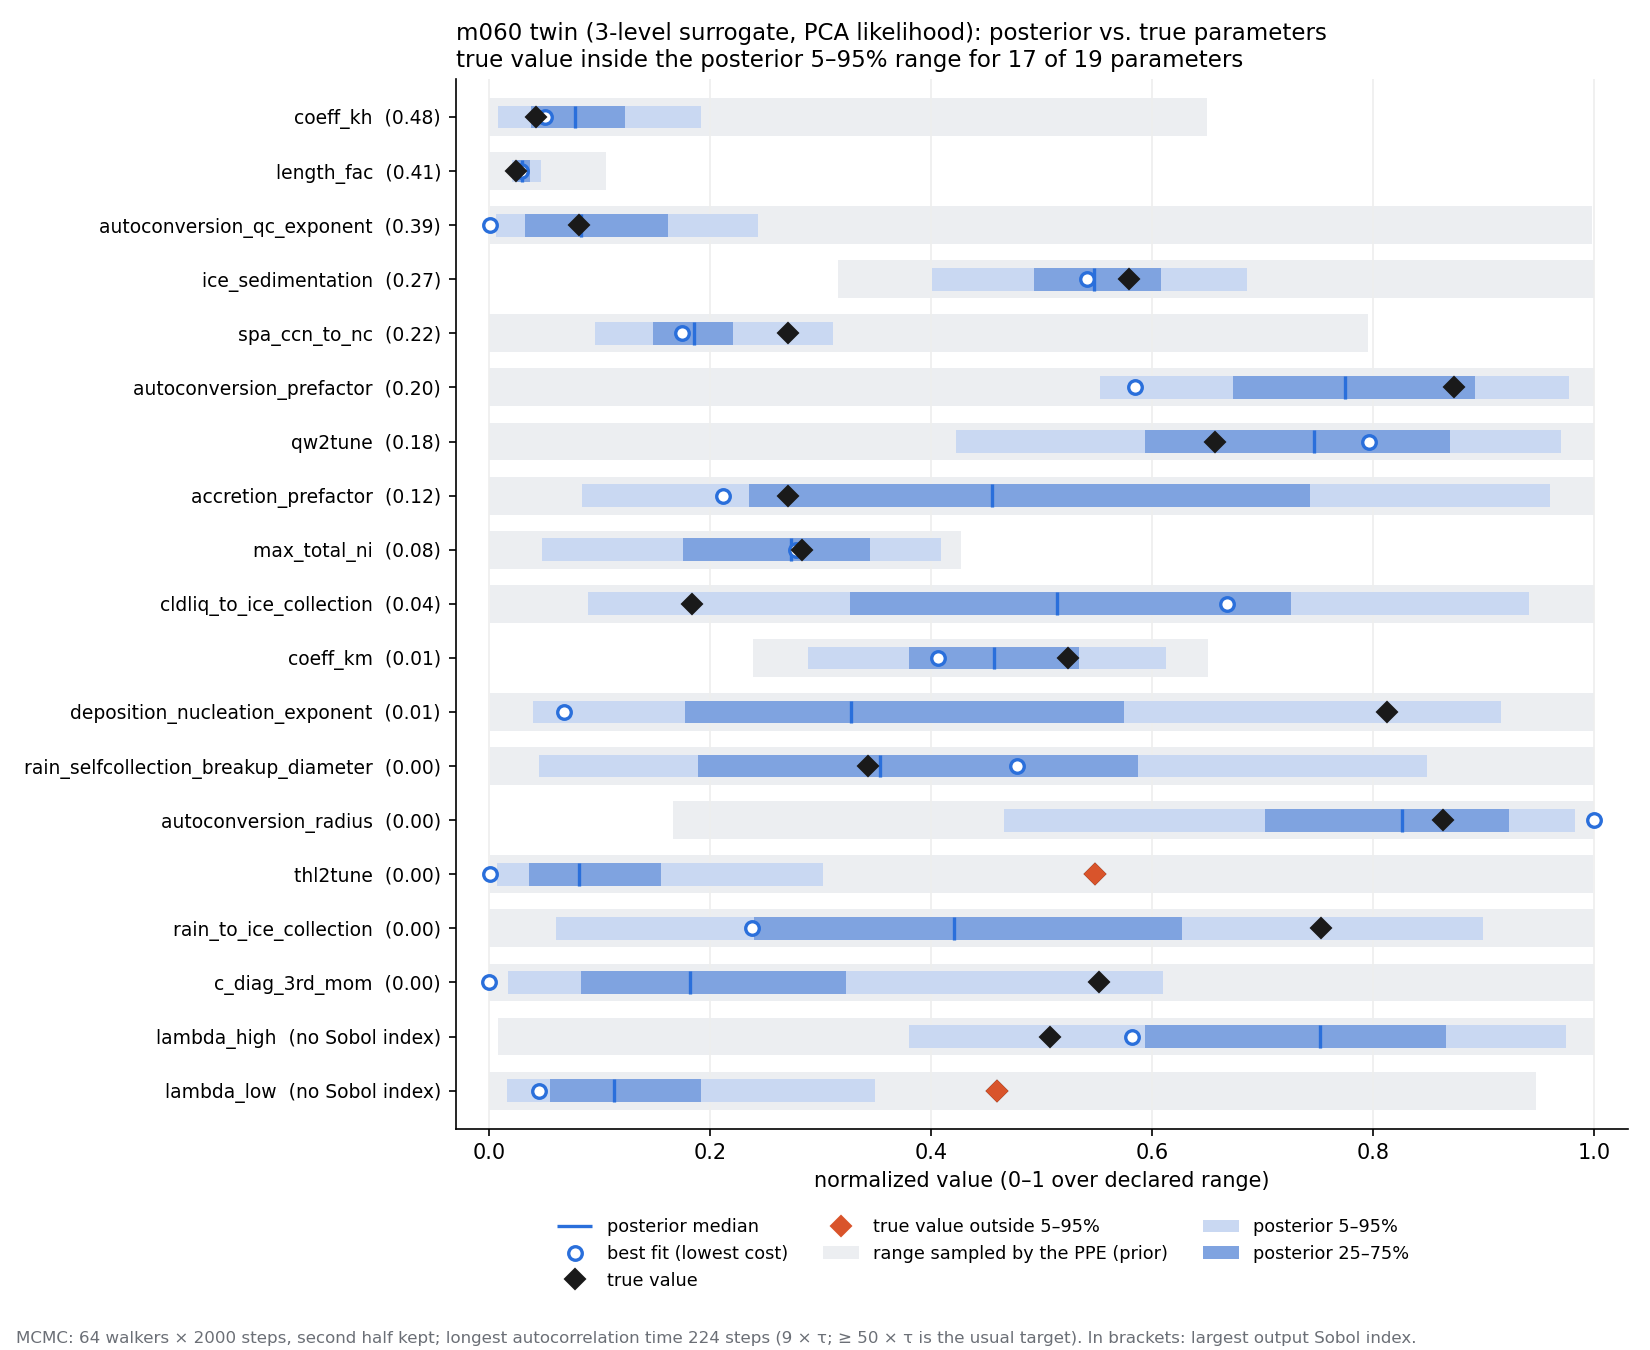 m060 twin (3-level surrogate, PCA likelihood): posterior vs. true parameters
true value inside the posterior 5–95% range for 17 of 19 parameters
coeff_kh (0.48)
length_fac (0.41)
autoconversion_qc_exponent (0.39)
ice_sedimentation (0.27)
spa_ccn_to_nc (0.22)
autoconversion_prefactor (0.20)
qw2tune (0.18)
accretion_prefactor (0.12)
max_total_ni (0.08)
cldliq_to_ice_collection (0.04)
coeff_km (0.01)
deposition_nucleation_exponent (0.01)
rain_selfcollection_breakup_diameter (0.00)
autoconversion_radius (0.00)
thl2tune (0.00)
rain_to_ice_collection (0.00)
c_diag_3rd_mom (0.00)
lambda_high (no Sobol index)
lambda_low (no Sobol index)
0.0 0.2 0.4 0.6 0.8 1.0
normalized value (0–1 over declared range)
posterior median
best fit (lowest cost)
true value
true value outside 5–95%
range sampled by the PPE (prior)
posterior 5–95%
posterior 25–75%
MCMC: 64 walkers × 2000 steps, second half kept; longest autocorrelation time 224 steps (9 × τ; ≥ 50 × τ is the usual target). In brackets: largest output Sobol index.